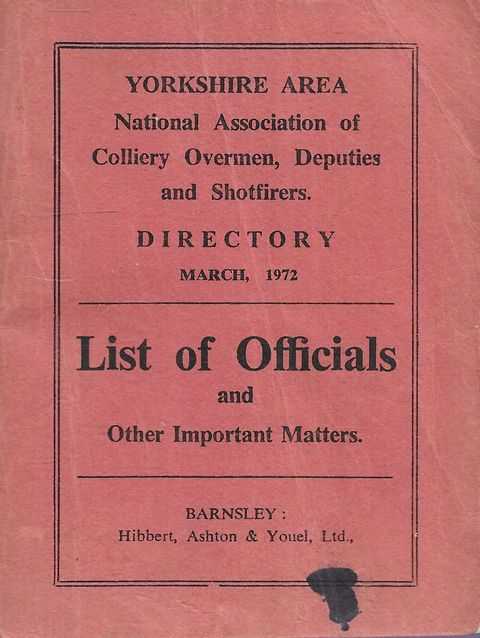 YORKSHIRE AREA
National Association of
Colliery Overmen, Deputies
and Shotfirers.
DIRECTORY
MARCH, 1972
List of Officials
and
Other Important Matters.
BARNSLEY :
Hibbert, Ashton & Youel, Ltd.,